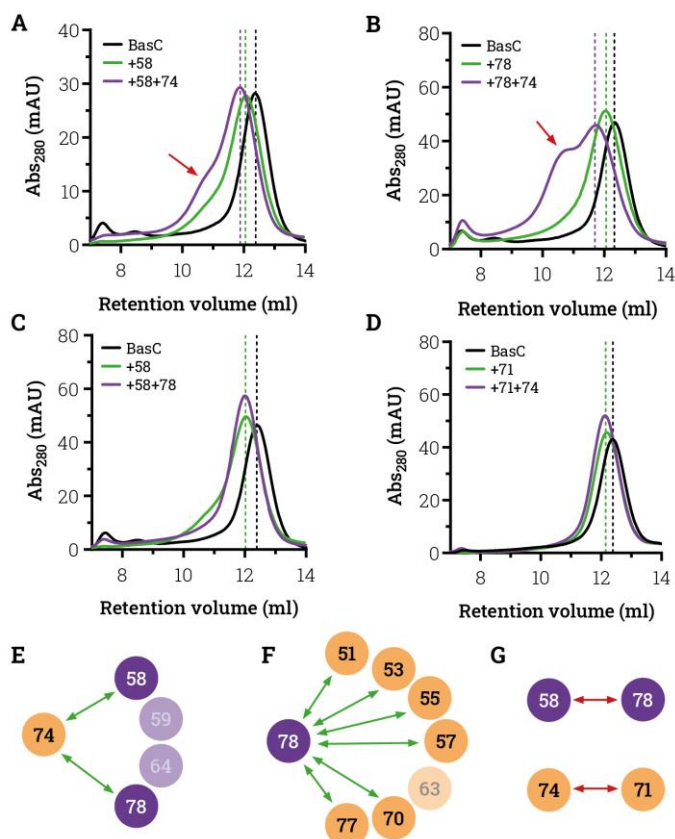 A
Abs280 (mAU)
40
30
20
10
0
BasC
+58
+58+74
8 10 12 14
Retention volume (ml)
B
Abs280 (mAU)
80
60
40
20
0
BasC
+78
+78+74
8 10 12 14
Retention volume (ml)
C
Abs280 (mAU)
80
60
40
20
0
BasC
+58
+58+78
8 10 12 14
Retention volume (ml)
D
Abs280 (mAU)
80
60
40
20
0
BasC
+71
+71+74
8 10 12 14
Retention volume (ml)
E
58
59
74
64
78
F
51
53
55
78
57
63
70
77
G
58 78
74 71